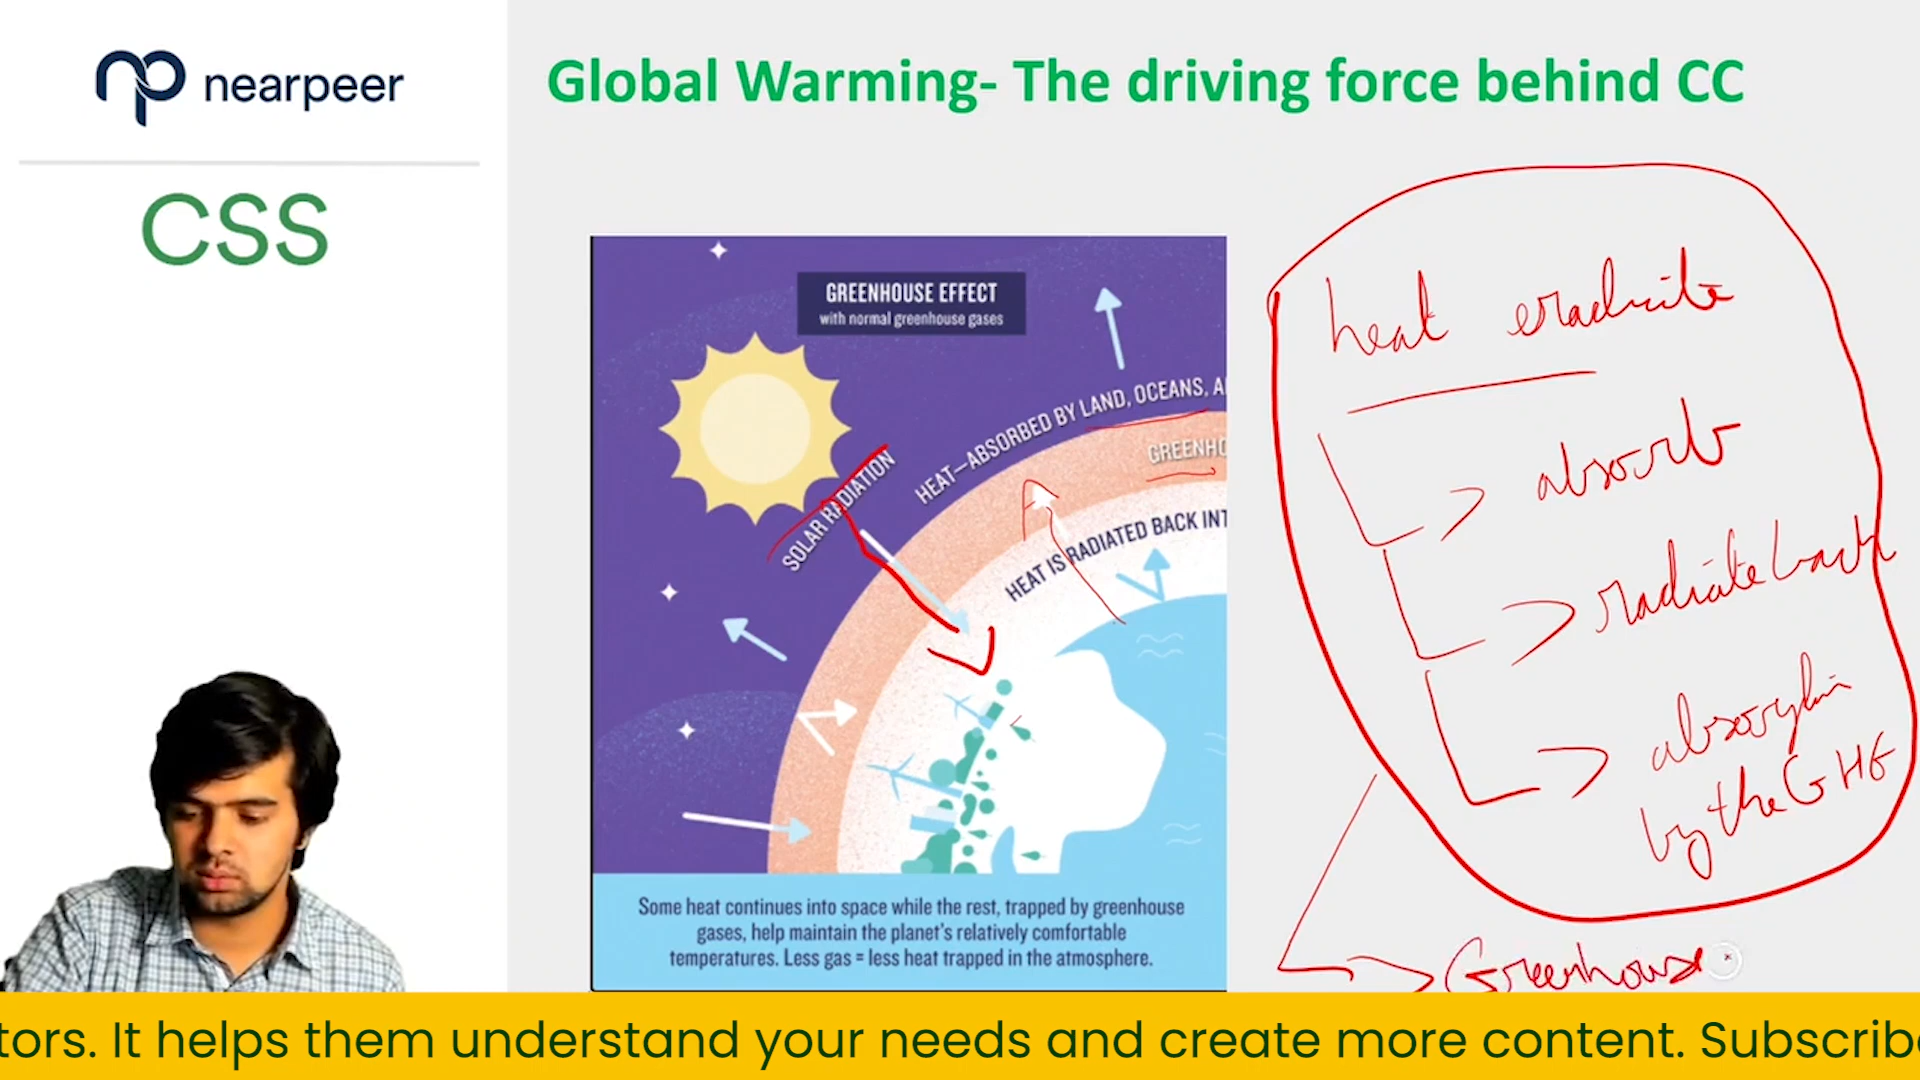 nearpeer
CSS
Global Warming- The driving force behind CC
GREENHOUSE EFFECT
with normal greenhouse gases
SOLAR RADIATION
HEAT—ABSORBED BY LAND, OCEANS, A
GREENHO
HEAT IS RADIATED BACK INT
Some heat continues into space while the rest, trapped by greenhouse
gases, help maintain the planet's relatively comfortable
temperatures. Less gas = less heat trapped in the atmosphere.
heat
absorb
radiate back
by the GHG
Greenhouse
tors. It helps them understand your needs and create more content. Subscrib